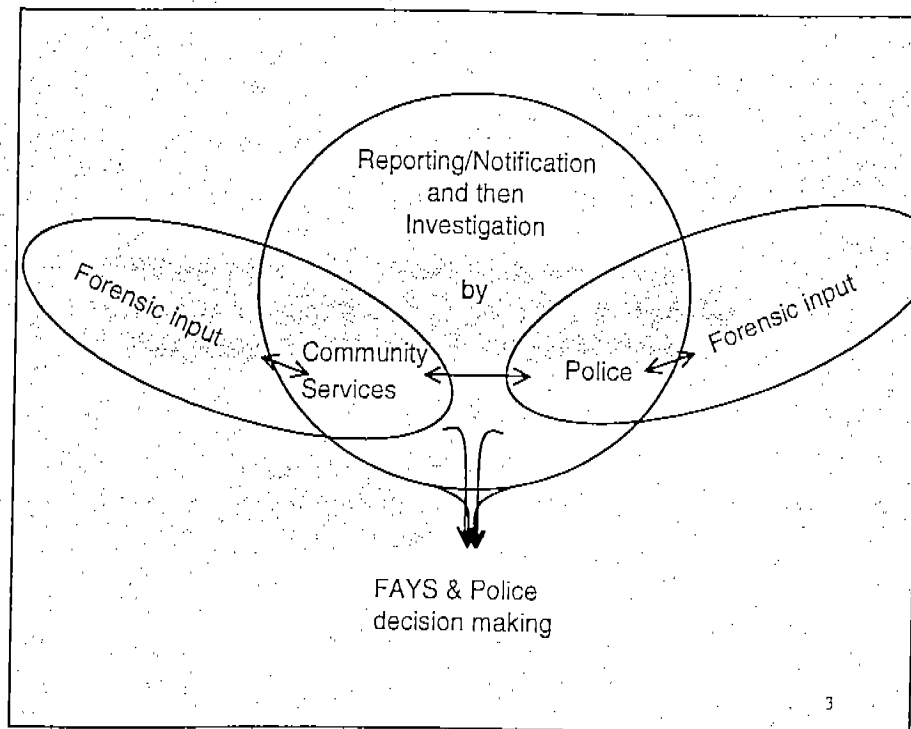 Reporting/Notification
and then
Investigation
by
Forensic input
Community
Services
Police
Forensic input
FAYS & Police
decision making
3